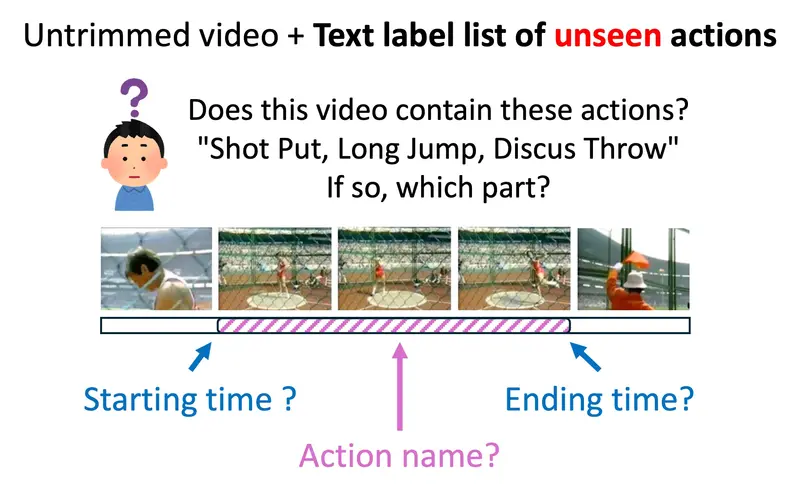 Untrimmed video + Text label list of unseen actions
?
Does this video contain these actions?
"Shot Put, Long Jump, Discus Throw"
If so, which part?
Starting time ?
Ending time?
Action name?